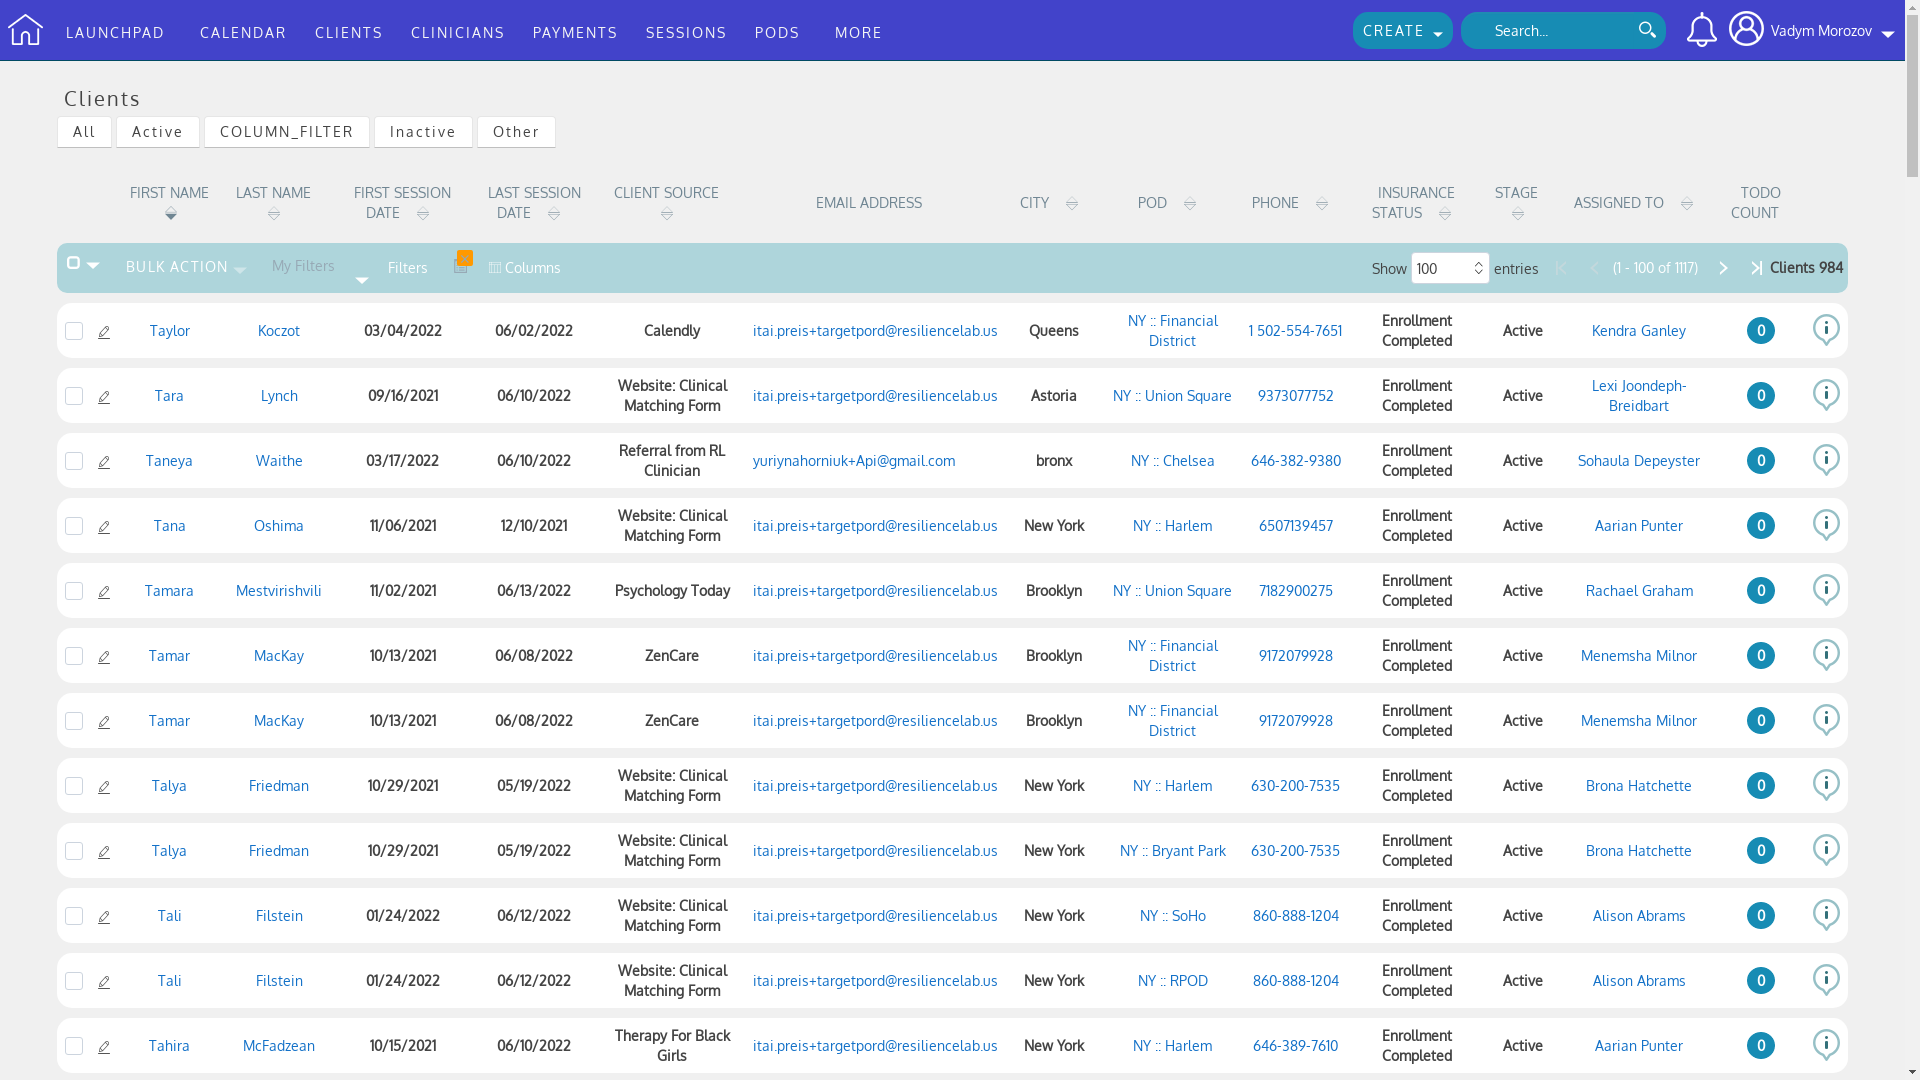 LAUNCHPAD CALENDAR CLIENTS CLINICIANS PAYMENTS SESSIONS PODS MORE CREATE Search... Vadym Morozov
Clients
All Active COLUMN_FILTER Inactive Other
FIRST NAME LAST NAME FIRST SESSION DATE LAST SESSION DATE CLIENT SOURCE EMAIL ADDRESS CITY POD PHONE INSURANCE STATUS STAGE ASSIGNED TO TODO COUNT
BULK ACTION My Filters Filters Columns Show 100 entries (1 - 100 of 1117) Clients 984
Taylor Koczot 03/04/2022 06/02/2022 Calendly itai.preis+targetpord@resiliencelab.us Queens NY :: Financial District 1 502-554-7651 Enrollment Completed Active Kendra Ganley 0
Tara Lynch 09/16/2021 06/10/2022 Website: Clinical Matching Form itai.preis+targetpord@resiliencelab.us Astoria NY :: Union Square 9373077752 Enrollment Completed Active Lexi Joondeph-Breidbart 0
Taneya Waithe 03/17/2022 06/10/2022 Referral from RL Clinician yuriynahorniuk+Api@gmail.com bronx NY :: Chelsea 646-382-9380 Enrollment Completed Active Sohaula Depeyster 0
Tana Oshima 11/06/2021 12/10/2021 Website: Clinical Matching Form itai.preis+targetpord@resiliencelab.us New York NY :: Harlem 6507139457 Enrollment Completed Active Aarian Punter 0
Tamara Mestvirishvili 11/02/2021 06/13/2022 Psychology Today itai.preis+targetpord@resiliencelab.us Brooklyn NY :: Union Square 7182900275 Enrollment Completed Active Rachael Graham 0
Tamar MacKay 10/13/2021 06/08/2022 ZenCare itai.preis+targetpord@resiliencelab.us Brooklyn NY :: Financial District 9172079928 Enrollment Completed Active Menemsha Milnor 0
Tamar MacKay 10/13/2021 06/08/2022 ZenCare itai.preis+targetpord@resiliencelab.us Brooklyn NY :: Financial District 9172079928 Enrollment Completed Active Menemsha Milnor 0
Talya Friedman 10/29/2021 05/19/2022 Website: Clinical Matching Form itai.preis+targetpord@resiliencelab.us New York NY :: Harlem 630-200-7535 Enrollment Completed Active Brona Hatchette 0
Talya Friedman 10/29/2021 05/19/2022 Website: Clinical Matching Form itai.preis+targetpord@resiliencelab.us New York NY :: Bryant Park 630-200-7535 Enrollment Completed Active Brona Hatchette 0
Tali Filstein 01/24/2022 06/12/2022 Website: Clinical Matching Form itai.preis+targetpord@resiliencelab.us New York NY :: SoHo 860-888-1204 Enrollment Completed Active Alison Abrams 0
Tali Filstein 01/24/2022 06/12/2022 Website: Clinical Matching Form itai.preis+targetpord@resiliencelab.us New York NY :: RPOD 860-888-1204 Enrollment Completed Active Alison Abrams 0
Tahira McFadzean 10/15/2021 06/10/2022 Therapy For Black Girls itai.preis+targetpord@resiliencelab.us New York NY :: Harlem 646-389-7610 Enrollment Completed Active Aarian Punter 0